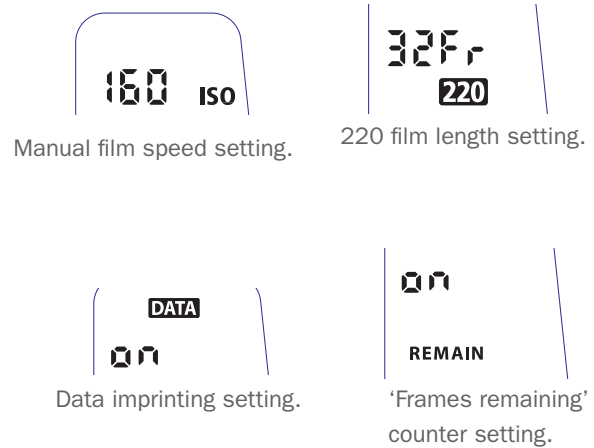 160 ISO
Manual film speed setting.
32Fr
220
220 film length setting.
DATA
on
Data imprinting setting.
on
REMAIN
‘Frames remaining’
counter setting.